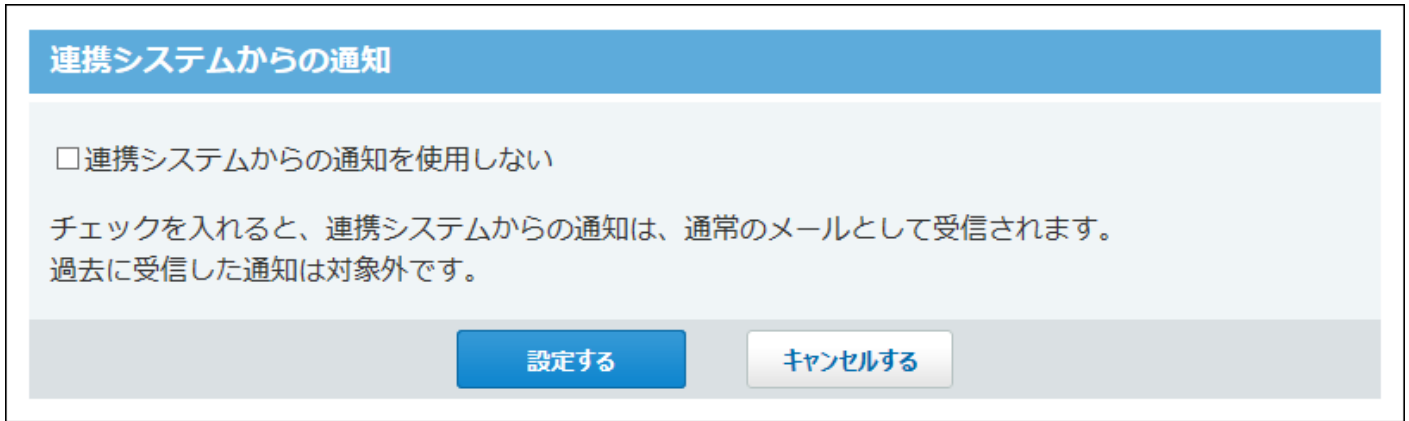 連携システムからの通知
連携システムからの通知を使用しない
チェックを入れると、連携システムからの通知は、通常のメールとして受信されます。
過去に受信した通知は対象外です。
設定する
キャンセルする